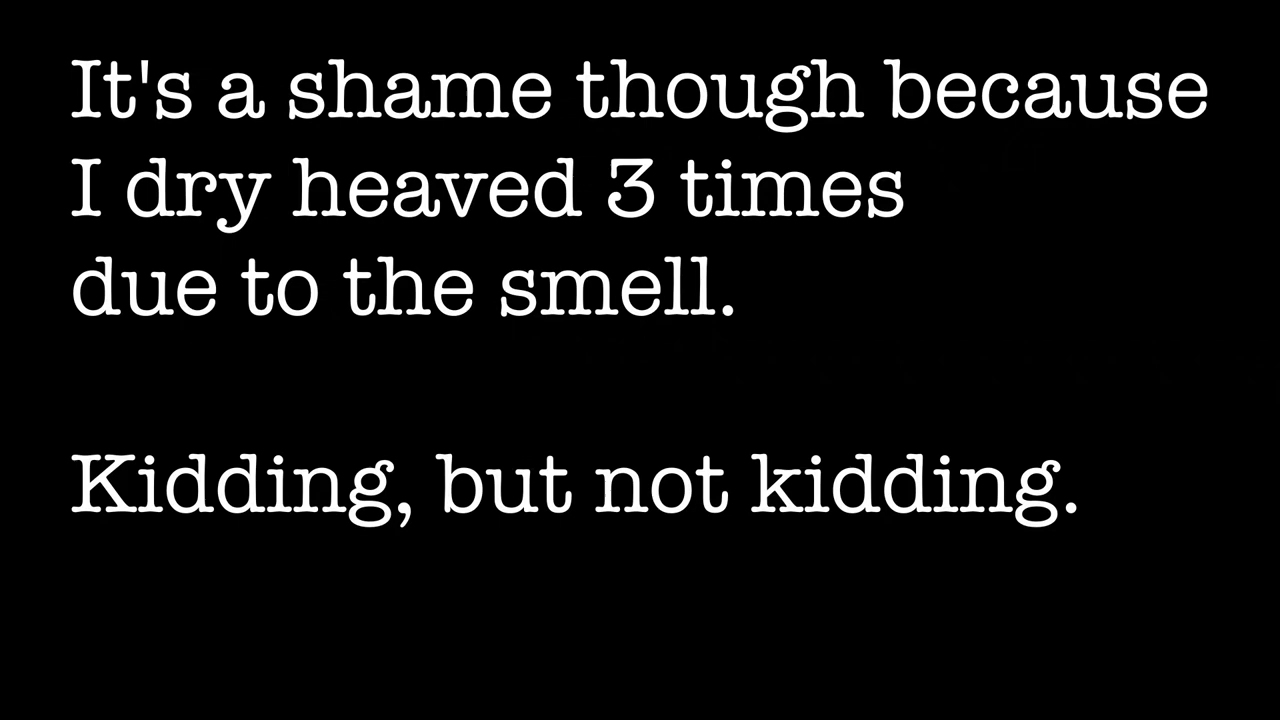 It's a shame though because
I dry heaved 3 times
due to the smell.
Kidding, but not kidding.